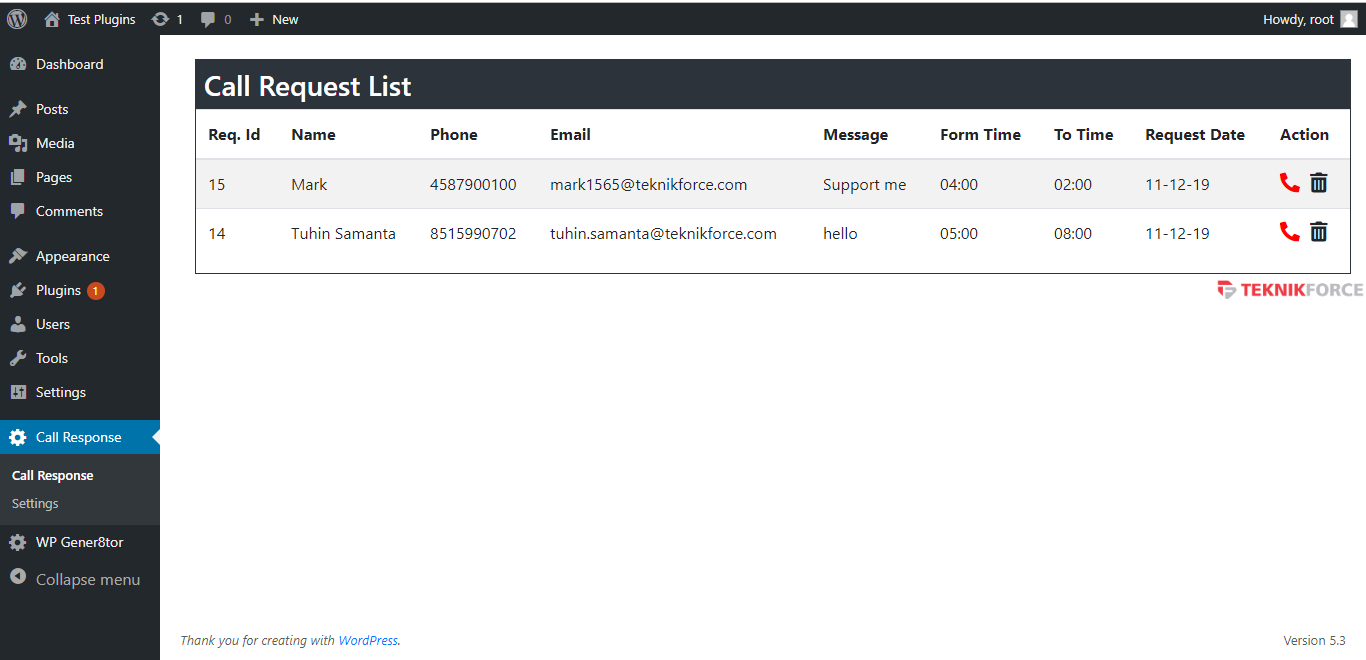 Test Plugins 1 0 New Howdy, root
Dashboard
Posts
Media
Pages
Comments
Appearance
Plugins 1
Users
Tools
Settings
Call Response
Call Response
Settings
WP Gener8tor
Collapse menu
Call Request List
Req. Id Name Phone Email Message Form Time To Time Request Date Action
15 Mark 4587900100 mark1565@teknikforce.com Support me 04:00 02:00 11-12-19
14 Tuhin Samanta 8515990702 tuhin.samanta@teknikforce.com hello 05:00 08:00 11-12-19
TEKNIKFORCE
Thank you for creating with WordPress. Version 5.3